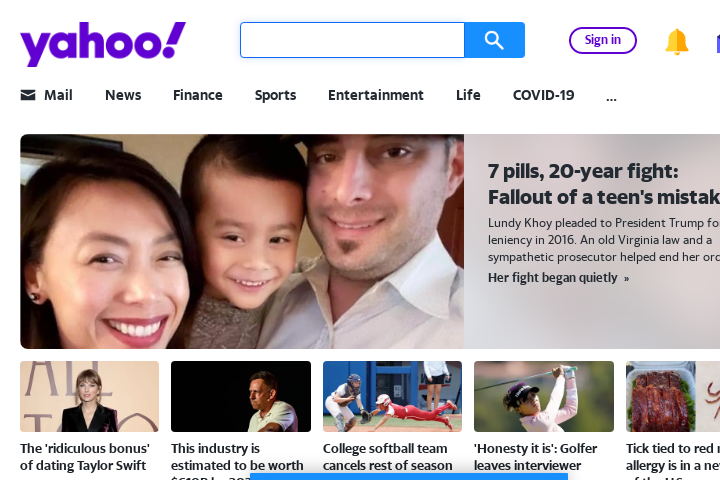 yahoo!
Sign in
Mail News Finance Sports Entertainment Life COVID-19 ...
7 pills, 20-year fight:
Fallout of a teen's mistak
Lundy Khoy pleaded to President Trump fo
leniency in 2016. An old Virginia law and a
sympathetic prosecutor helped end her ord
Her fight began quietly »
The 'ridiculous bonus'
of dating Taylor Swift
This industry is
estimated to be worth
College softball team
cancels rest of season
'Honesty it is': Golfer
leaves interviewer
Tick tied to red
allergy is in a